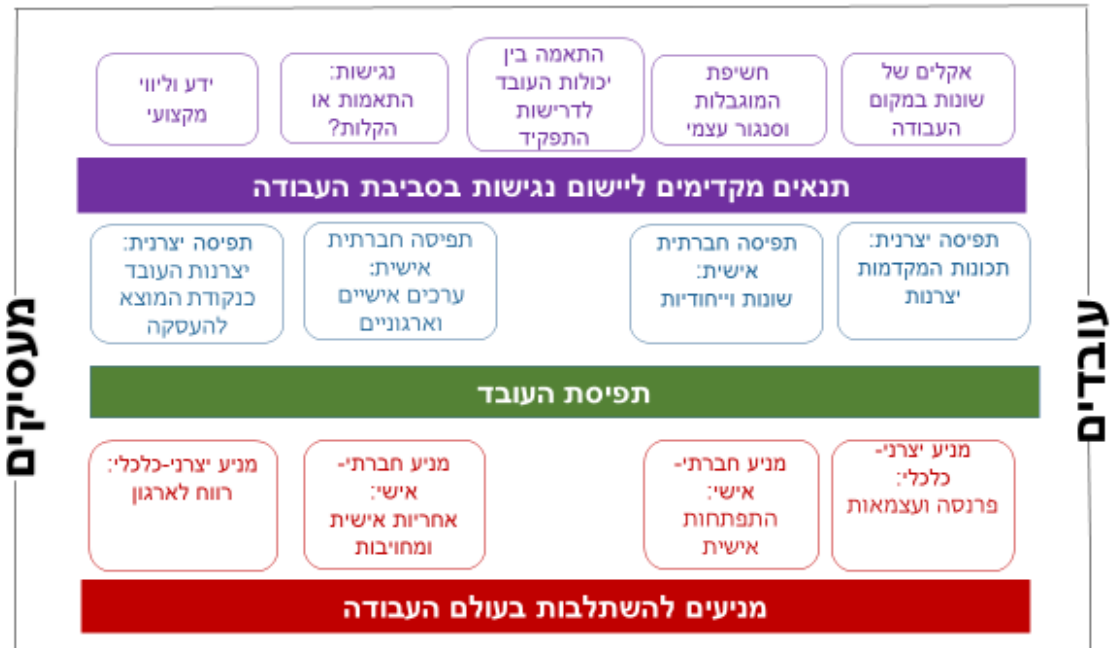 אקלים של
שונות במקום
העבודה
חשיפת
המוגבלות
וסנגור עצמי
התאמה בין
יכולות העובד
לדרישות
התפקיד
נגישות:
התאמות או
הקלות?
ידע וליווי
מקצועי
תנאים מקדימים ליישום נגישות בסביבת העבודה
תפיסה יצרנית:
תכונות המקדמות
יצרנות
תפיסה חברתית
אישית:
שונות וייחודיות
תפיסה חברתית
אישית:
ערכים אישיים
וארגוניים
תפיסה יצרנית:
יצרנות העובד
כנקודת המוצא
להעסקה
עובדים
מעסיקים
תפיסת העובד
מניע יצרני-
כלכלי:
פרנסה ועצמאות
מניע חברתי-
אישי:
התפתחות
אישית
מניע חברתי-
אישי:
אחריות אישית
ומחויבות
מניע יצרני-כלכלי:
רווח לארגון
מניעים להשתלבות בעולם העבודה